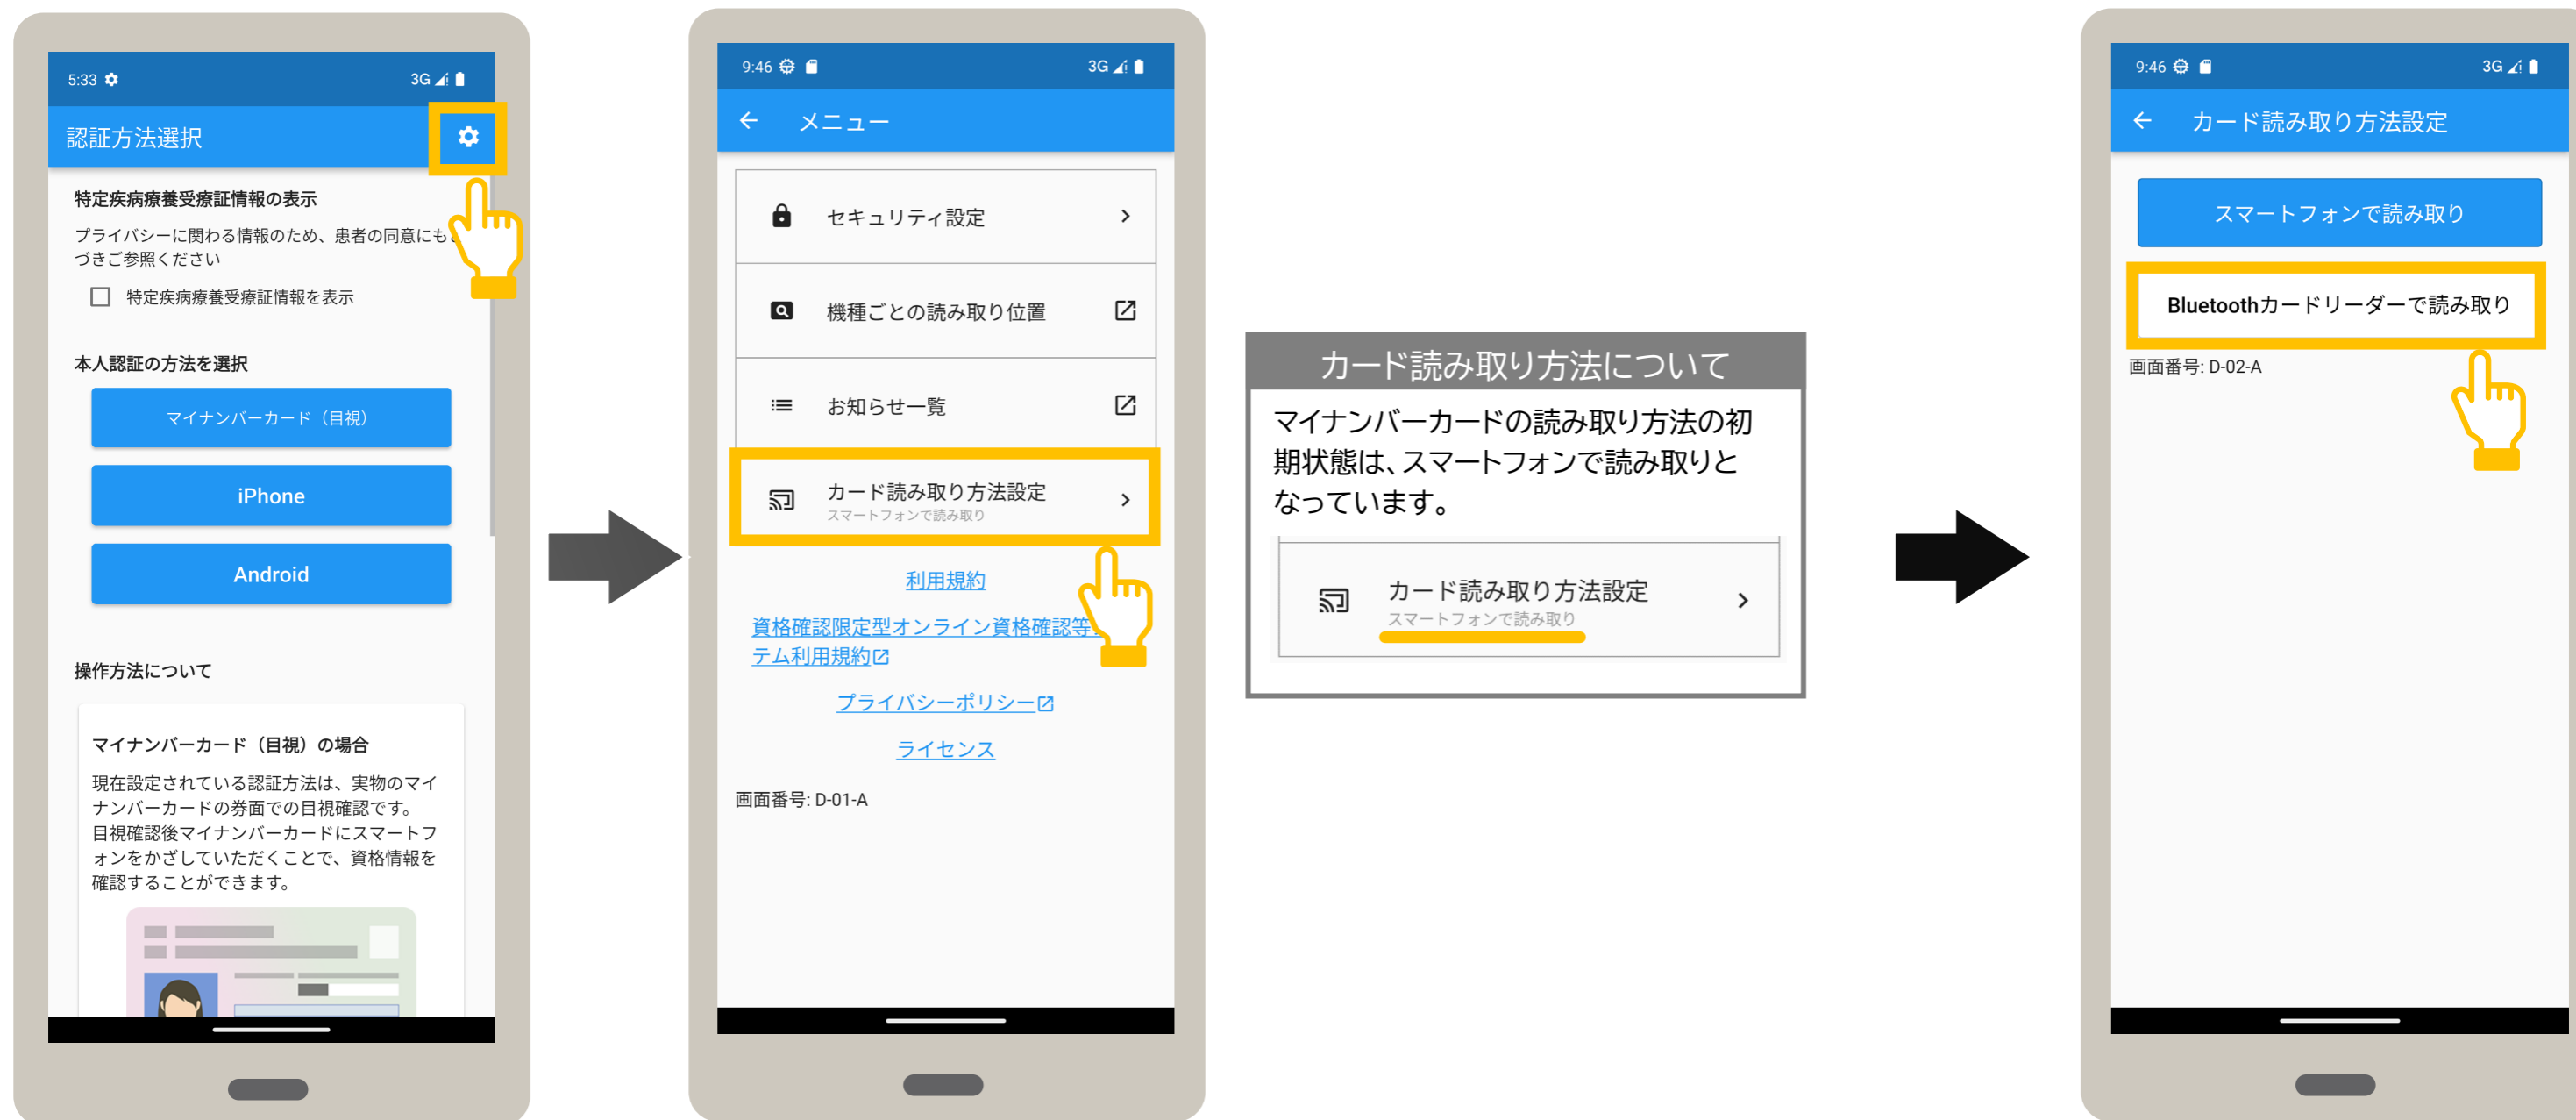 5:33
3G
認証方法選択
特定疾病療養受療証情報の表示
プライバシーに関わる情報のため、患者の同意にも
づきご参照ください
特定疾病療養受療証情報を表示
本人認証の方法を選択
マイナンバーカード（目視）
iPhone
Android
操作方法について
マイナンバーカード（目視）の場合
現在設定されている認証方法は、実物のマイ
ナンバーカードの券面での目視確認です。
目視確認後マイナンバーカードにスマートフ
ォンをかざしていただくことで、資格情報を
確認することができます。
9:46
3G
メニュー
セキュリティ設定
機種ごとの読み取り位置
お知らせ一覧
カード読み取り方法設定
スマートフォンで読み取り
利用規約
資格確認限定型オンライン資格確認等
テム利用規約
プライバシーポリシー
ライセンス
画面番号: D-01-A
カード読み取り方法について
マイナンバーカードの読み取り方法の初
期状態は、スマートフォンで読み取りと
なっています。
カード読み取り方法設定
スマートフォンで読み取り
9:46
3G
カード読み取り方法設定
スマートフォンで読み取り
Bluetoothカードリーダーで読み取り
画面番号: D-02-A